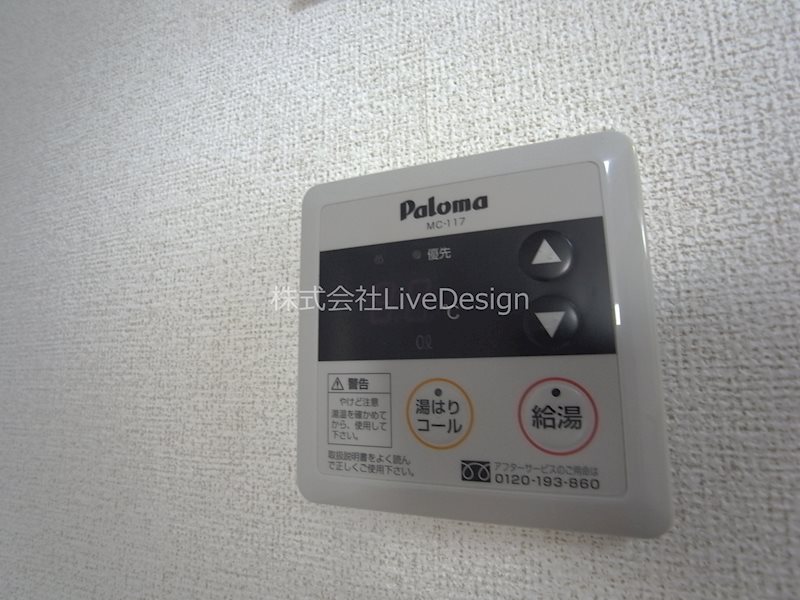 Paloma
MC-117
優先
株式会社LiveDesign
℃
0ℓ
警告
やけど注意
湯温を確かめて
から、使用して
下さい。
取扱説明書をよく読ん
で正しくご使用下さい。
湯はり
コール
給湯
アフターサービスのご用命は
0120-193-860